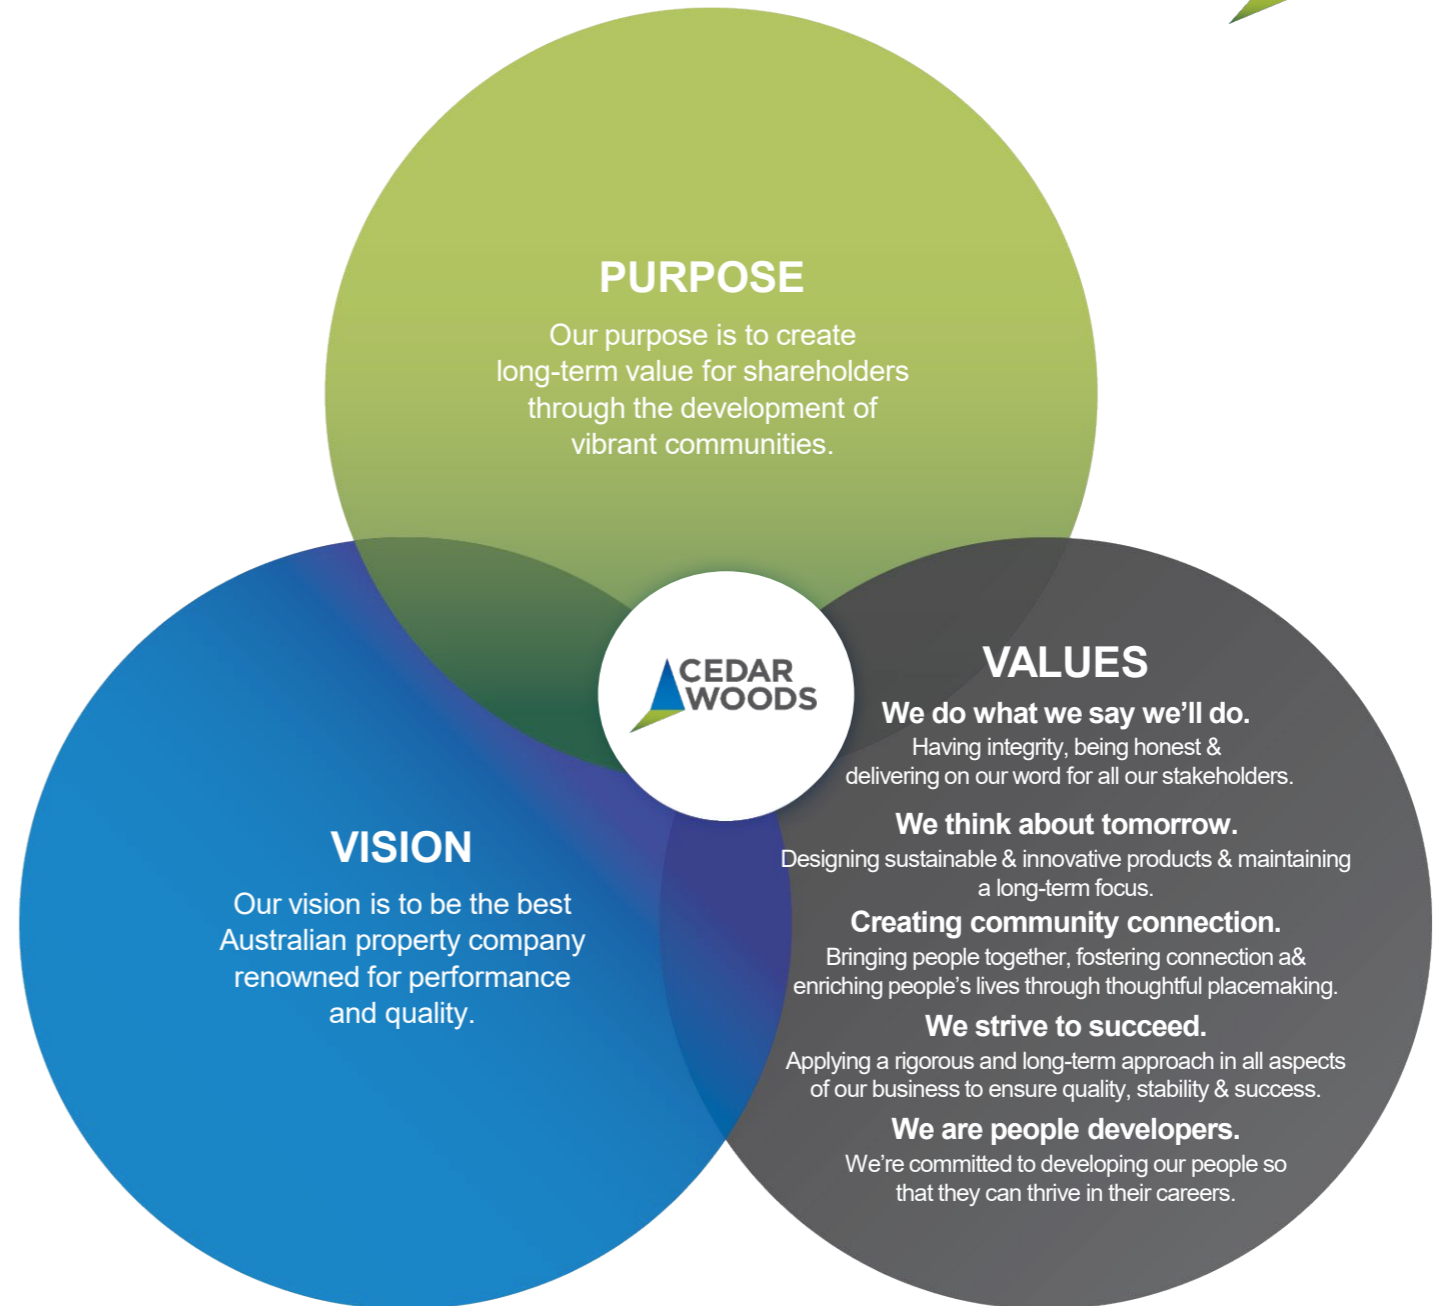 PURPOSE
Our purpose is to create
long-term value for shareholders
through the development of
vibrant communities.
CEDAR
WOODS
VISION
Our vision is to be the best
Australian property company
renowned for performance
and quality.
VALUES
We do what we say we’ll do.
Having integrity, being honest &
delivering on our word for all our stakeholders.
We think about tomorrow.
Designing sustainable & innovative products & maintaining
a long-term focus.
Creating community connection.
Bringing people together, fostering connection a&
enriching people’s lives through thoughtful placemaking.
We strive to succeed.
Applying a rigorous and long-term approach in all aspects
of our business to ensure quality, stability & success.
We are people developers.
We’re committed to developing our people so
that they can thrive in their careers.